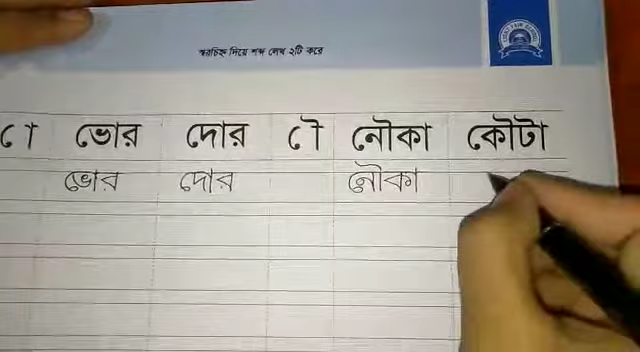 স্বরচিহ্ন দিয়ে শব্দ লেখ ২টি করে
ো ভোর দোর ৌ নৌকা কৌটা
ভোর দোর নৌকা